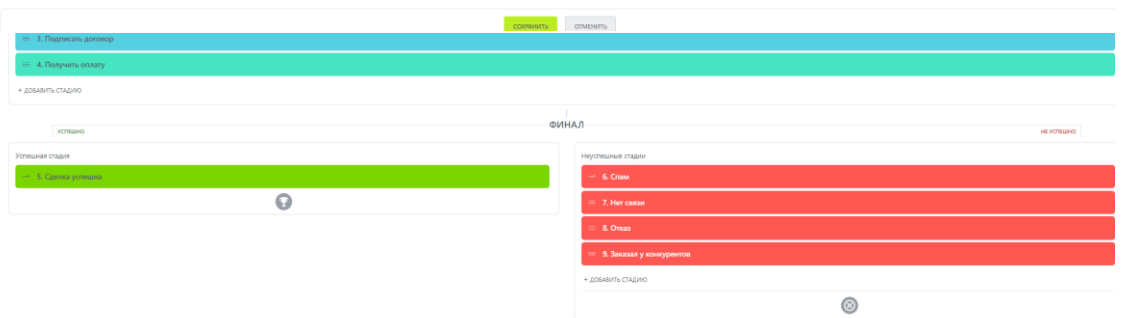 СОХРАНИТЬ ОТМЕНИТЬ
3. Подписать договор
4. Получить оплату
+ ДОБАВИТЬ СТАДИЮ
ФИНАЛ
УСПЕШНО НЕ УСПЕШНО
Успешная стадия Неуспешные стадии
5. Сделка успешна 6. Спам
7. Нет связи
8. Отказ
9. Заказал у конкурентов
+ ДОБАВИТЬ СТАДИЮ